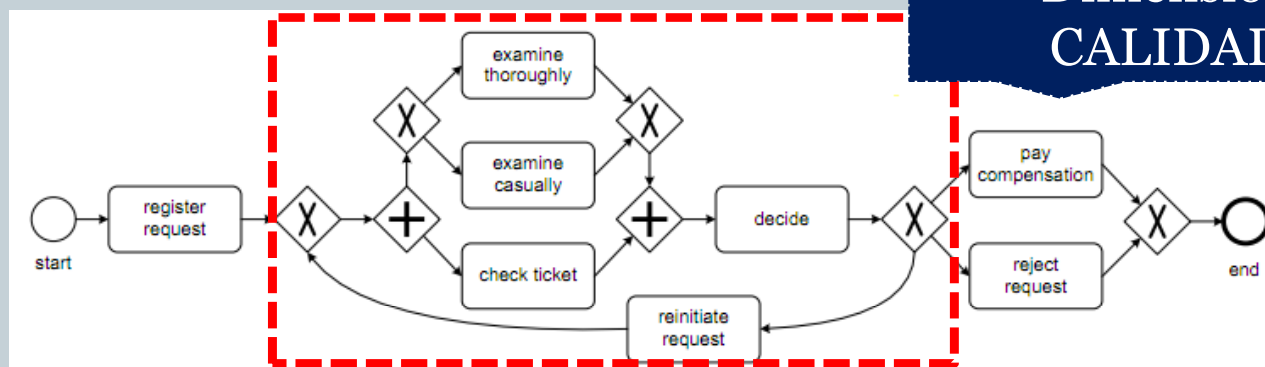 CALIDAD
examine
thoroughly
examine
casually
check ticket
register
request
start
decide
reinitiate
request
pay
compensation
reject
request
end